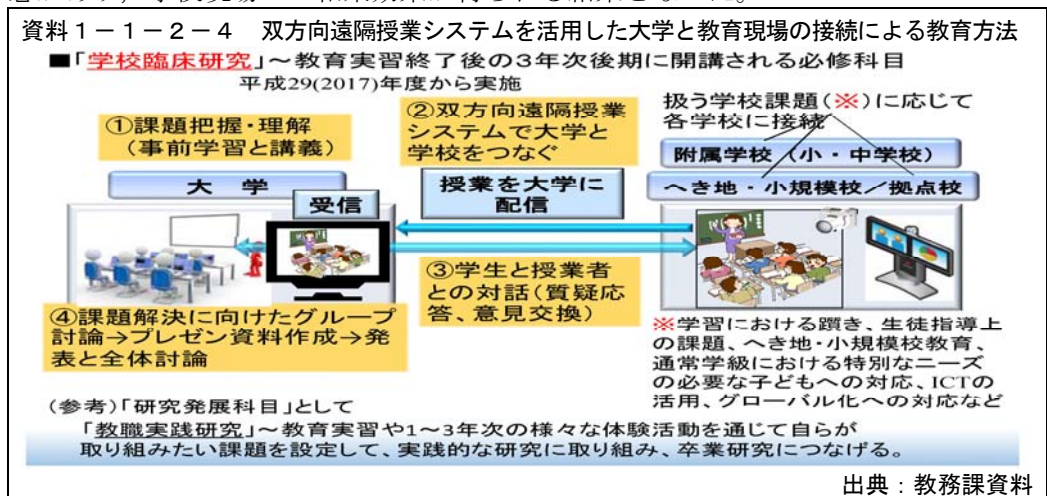 資料1－1－2－4 双方向遠隔授業システムを活用した大学と教育現場の接続による教育方法
■「学校臨床研究」～教育実習終了後の3年次後期に開講される必修科目
平成29(2017)年度から実施
①課題把握・理解
（事前学習と講義）
②双方向遠隔授業
システムで大学と
学校をつなぐ
扱う学校課題(※)に応じて
各学校に接続
附属学校（小・中学校）
大 学
授業を大学に
配信
へき地・小規模校／拠点校
受信
③学生と授業者
との対話(質疑応
答、意見交換）
④課題解決に向けたグループ
討論→プレゼン資料作成→発
表と全体討論
※学習における躓き、生徒指導上
の課題、へき地・小規模校教育、
通常学級における特別なニーズ
の必要な子どもへの対応、ICTの
活用、グローバル化への対応など
(参考)「研究発展科目」として
「教職実践研究」～教育実習や1～3年次の様々な体験活動を通じて自らが
取り組みたい課題を設定して、実践的な研究に取り組み、卒業研究につなげる。
出典：教務課資料